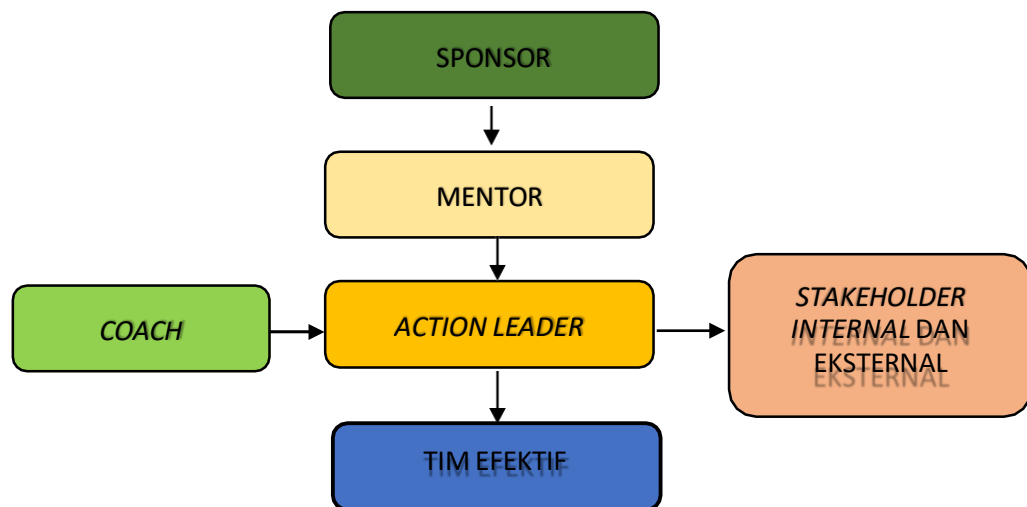 SPONSOR
MENTOR
COACH
ACTION LEADER
STAKEHOLDER
INTERNAL DAN
EKSTERNAL
TIM EFEKTIF